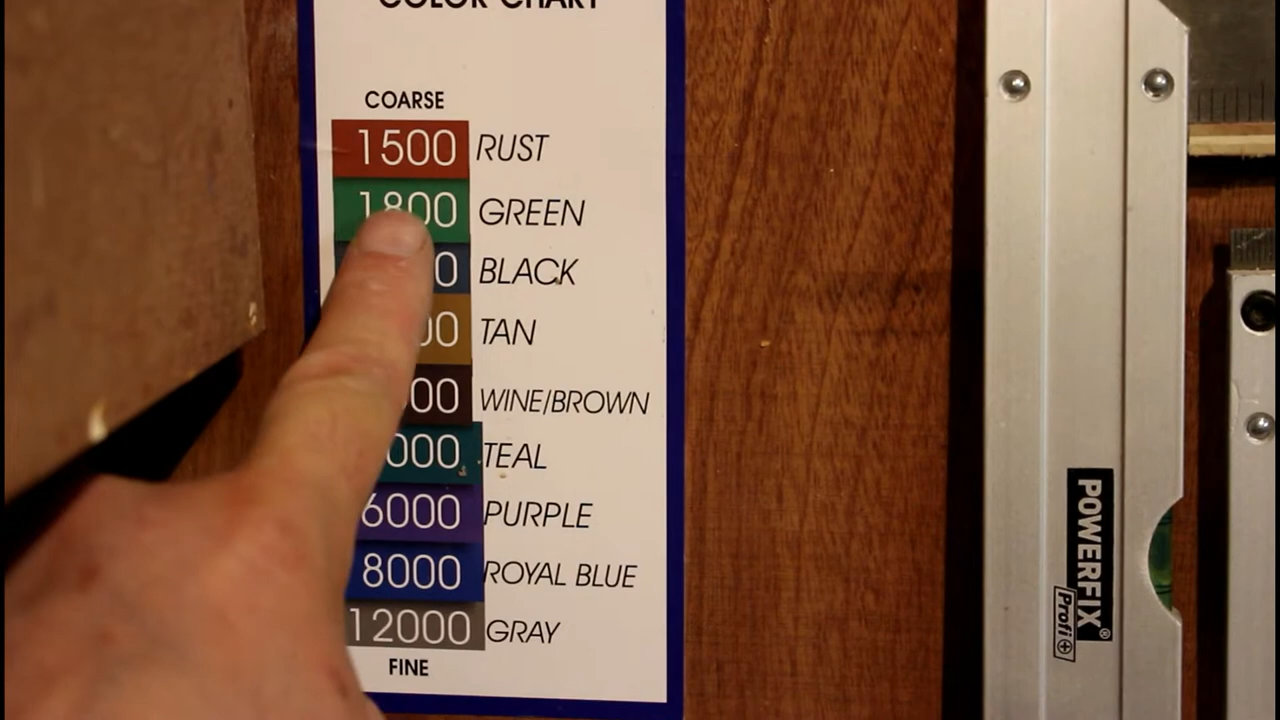 COLOR CHART
COARSE
1500 RUST
1800 GREEN
BLACK
TAN
WINE/BROWN
TEAL
6000 PURPLE
8000 ROYAL BLUE
12000 GRAY
FINE
POWERFIX®
Profi+